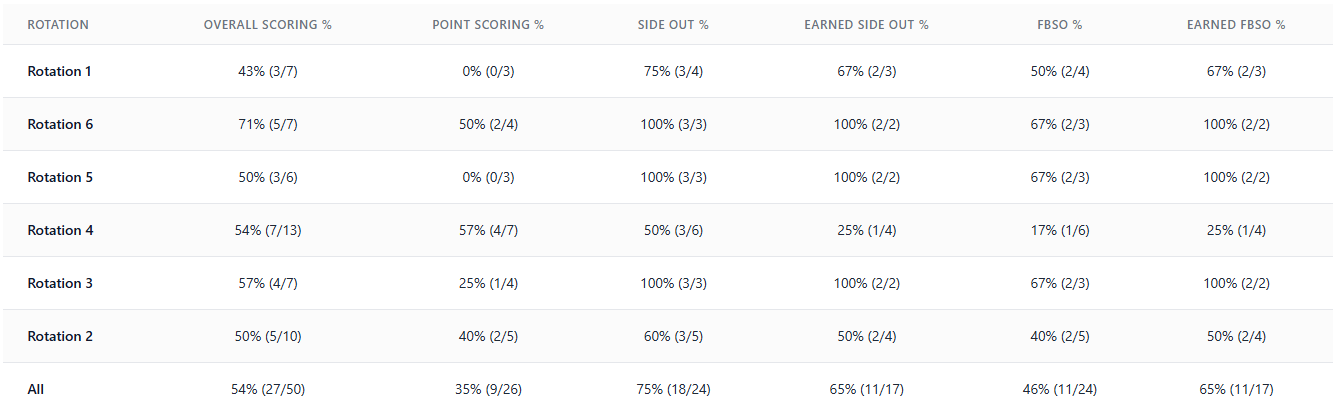 ROTATION OVERALL SCORING % POINT SCORING % SIDE OUT % EARNED SIDE OUT % FBSO % EARNED FBSO %
Rotation 1 43% (3/7) 0% (0/3) 75% (3/4) 67% (2/3) 50% (2/4) 67% (2/3)
Rotation 6 71% (5/7) 50% (2/4) 100% (3/3) 100% (2/2) 67% (2/3) 100% (2/2)
Rotation 5 50% (3/6) 0% (0/3) 100% (3/3) 100% (2/2) 67% (2/3) 100% (2/2)
Rotation 4 54% (7/13) 57% (4/7) 50% (3/6) 25% (1/4) 17% (1/6) 25% (1/4)
Rotation 3 57% (4/7) 25% (1/4) 100% (3/3) 100% (2/2) 67% (2/3) 100% (2/2)
Rotation 2 50% (5/10) 40% (2/5) 60% (3/5) 50% (2/4) 40% (2/5) 50% (2/4)
All 54% (27/50) 35% (9/26) 75% (18/24) 65% (11/17) 46% (11/24) 65% (11/17)